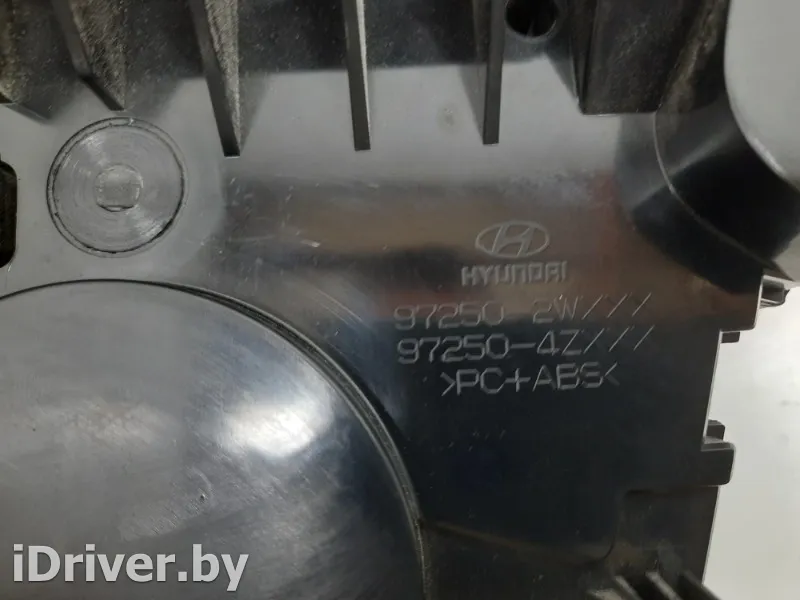 HYUNDAI
97250-2W///
97250-4Z///
>PC+ABS<
iDriver.by